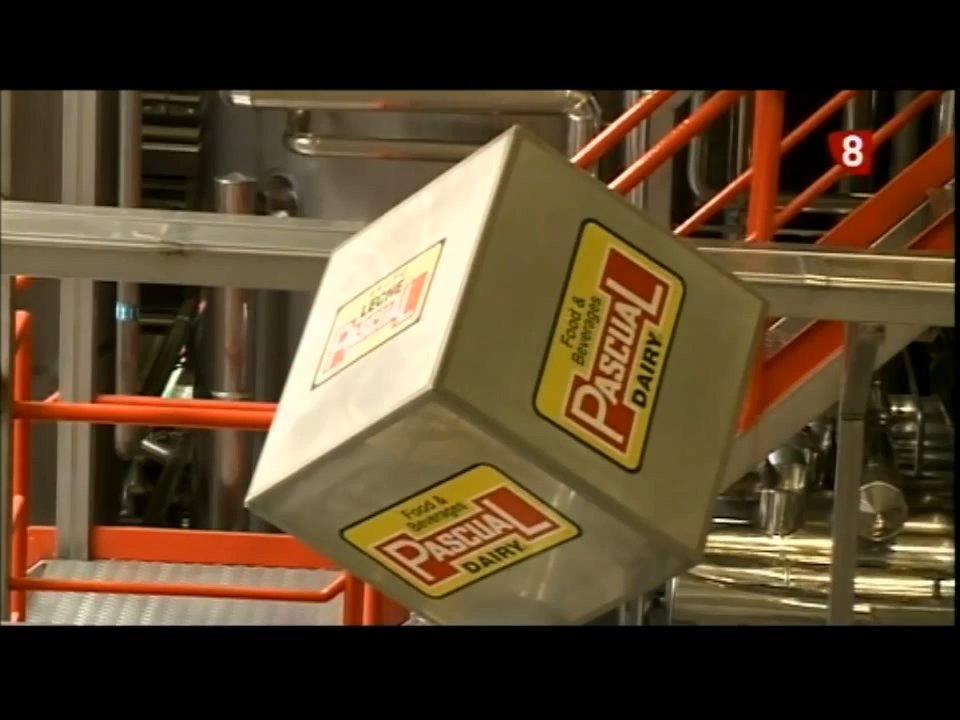 8
LECHE
PASCUAL
Food &
Beverages
PASCUAL
DAIRY
Food &
Beverages
PASCUAL
DAIRY